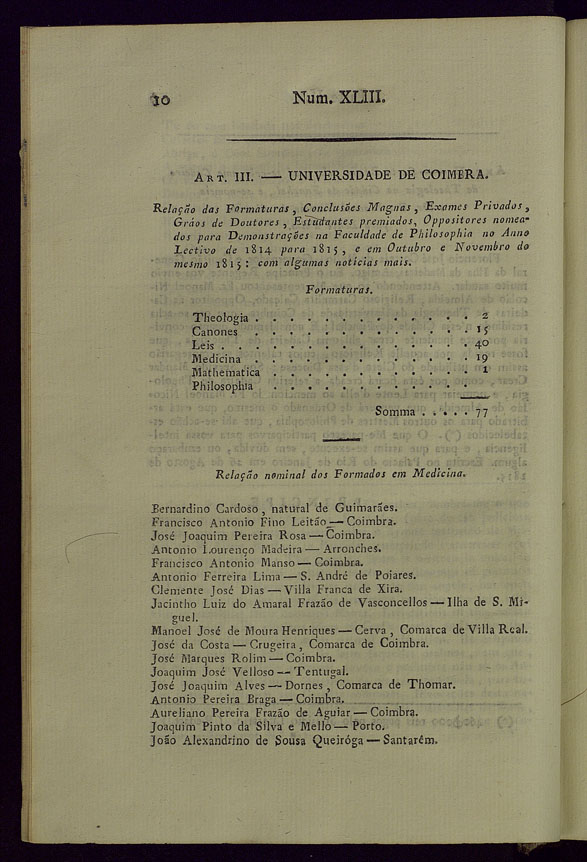 10 Num. XLIII.
ART. III. — UNIVERSIDADE DE COIMBRA.
Relação das Formaturas, Conclusões Magnas, Exames Privados,
Gráos de Doutores, Estudantes premiados, Oppositores nomea-
dos para Demonstrações na Faculdade de Philosophia no Anno
Lectivo de 1814 para 1815, e em Outubro e Novembro do
mesmo 1815: com algumas noticias mais.
Formaturas.
Theologia . . . . . . . . . . . . . 2
Canones . . . . . . . . . . . . . 15
Leis . . . . . . . . . . . . . . 40
Medicina . . . . . . . . . . . . . 19
Mathematica . . . . . . . . . . . . 1
Philosophia . . . . . . . . . . . .
Somma . . . . . 77
Relação nominal dos Formados em Medicina.
Bernardino Cardoso, natural de Guimarães.
Francisco Antonio Fino Leitão — Coimbra.
José Joaquim Pereira Rosa — Coimbra.
Antonio Lourenço Madeira — Arronches.
Francisco Antonio Manso — Coimbra.
Antonio Ferreira Lima — S. André de Poiares.
Clemente José Dias — Villa Franca de Xira.
Jacintho Luiz do Amaral Frazão de Vasconcellos — Ilha de S. Mi-
guel.
Manoel José de Moura Henriques — Cerva, Comarca de Villa Real.
José da Costa — Crugeira, Comarca de Coimbra.
José Marques Rolim — Coimbra.
Joaquim José Velloso — Tentugal.
José Joaquim Alves — Dornes, Comarca de Thomar.
Antonio Pereira Braga — Coimbra.
Aureliano Pereira Frazão de Aguiar — Coimbra.
Joaquim Pinto da Silva e Mello — Porto.
João Alexandrino de Sousa Queiróga — Santarém.